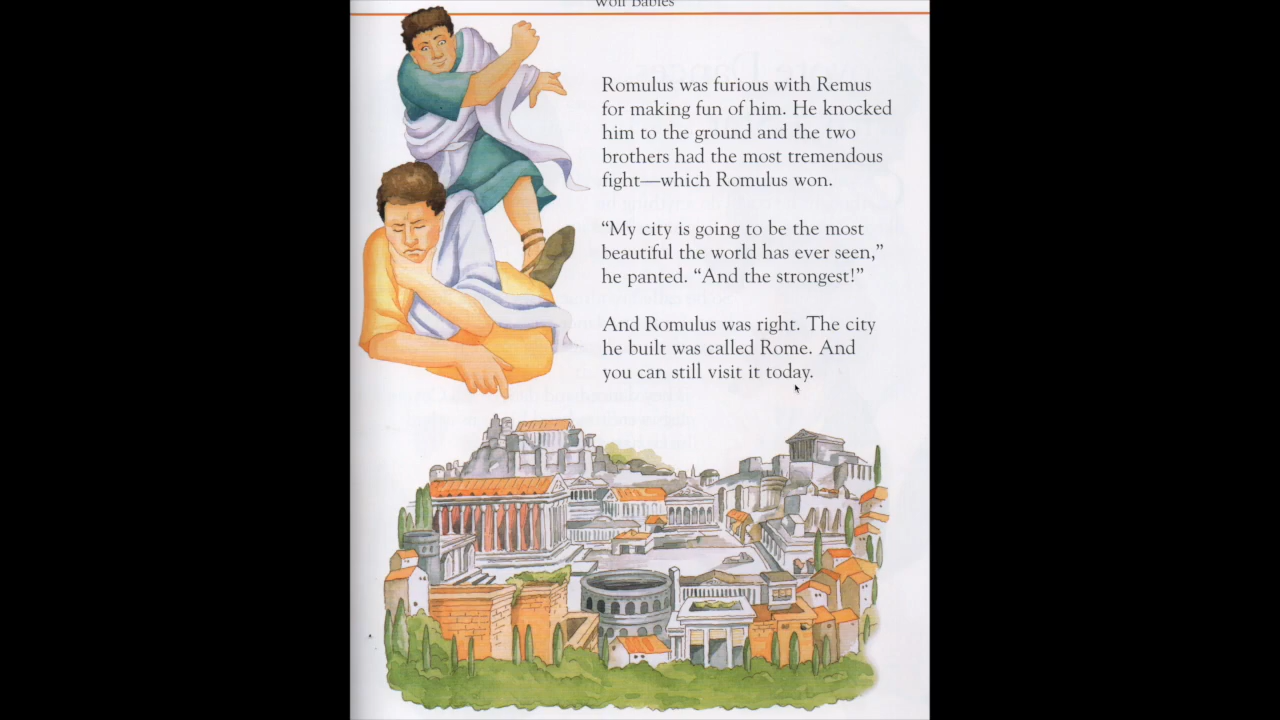 Wolf Babies
Romulus was furious with Remus
for making fun of him. He knocked
him to the ground and the two
brothers had the most tremendous
fight—which Romulus won.
“My city is going to be the most
beautiful the world has ever seen,”
he panted. “And the strongest!”
And Romulus was right. The city
he built was called Rome. And
you can still visit it today.